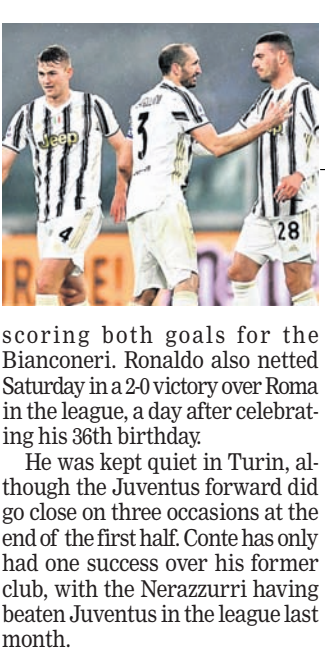 Jeep
4
3
Jeep
28
scoring both goals for the
Bianconeri. Ronaldo also netted
Saturday in a 2-0 victory over Roma
in the league, a day after celebrat-
ing his 36th birthday.
He was kept quiet in Turin, al-
though the Juventus forward did
go close on three occasions at the
end of the first half. Conte has only
had one success over his former
club, with the Nerazzurri having
beaten Juventus in the league last
month.